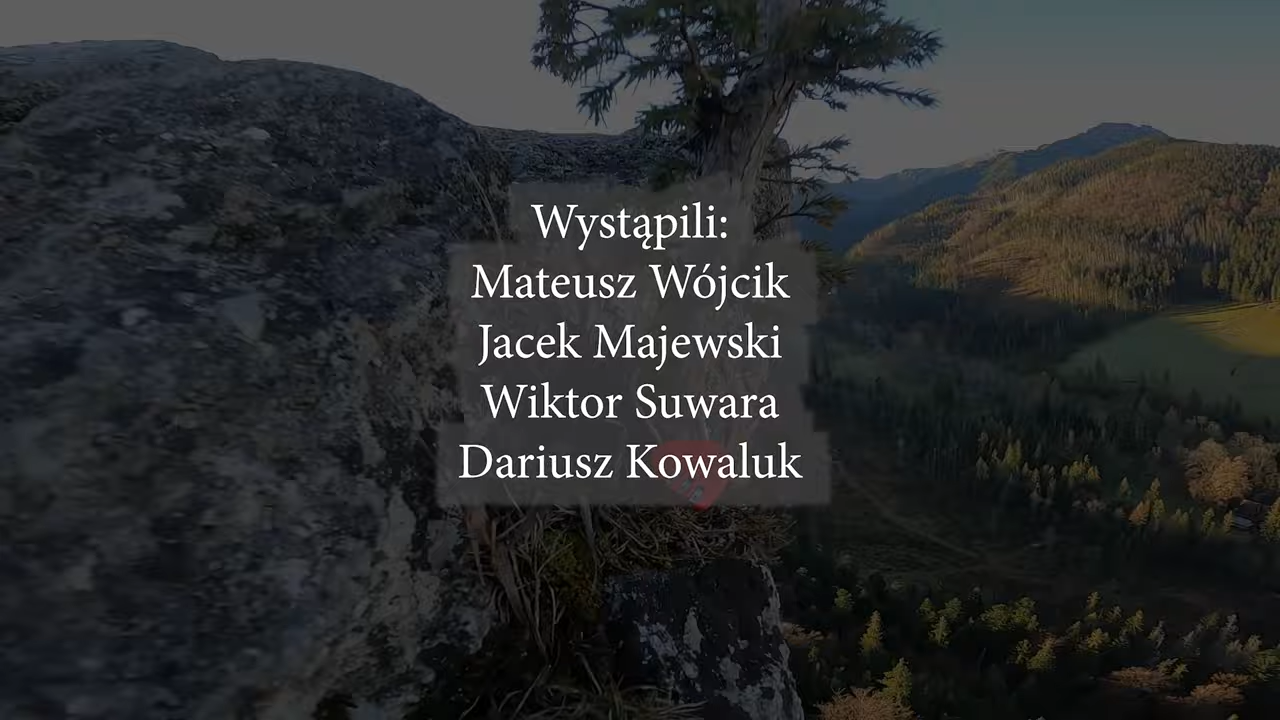 Wystąpili:
Mateusz Wójcik
Jacek Majewski
Wiktor Suwara
Dariusz Kowaluk